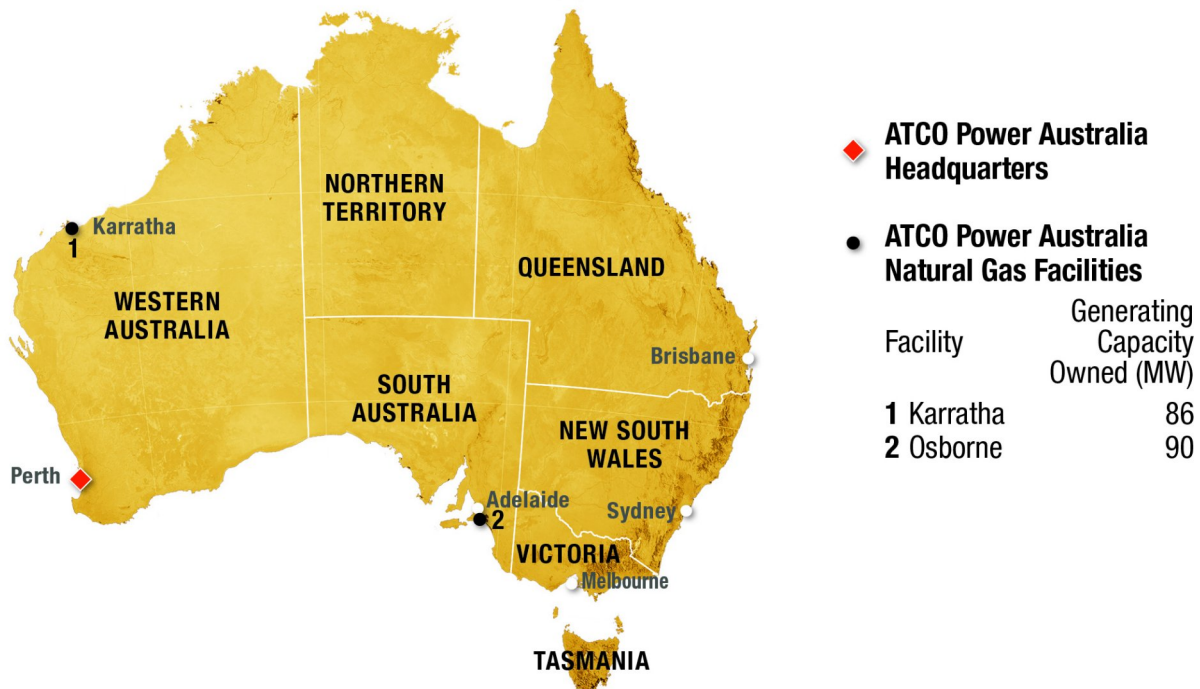 NORTHERN
TERRITORY
Karratha
1
QUEENSLAND
WESTERN
AUSTRALIA
Brisbane
SOUTH
AUSTRALIA
NEW SOUTH
WALES
Perth
Adelaide
2
Sydney
VICTORIA
Melbourne
TASMANIA
ATCO Power Australia
Headquarters
ATCO Power Australia
Natural Gas Facilities
Generating
Facility Capacity
Owned (MW)
1 Karratha 86
2 Osborne 90